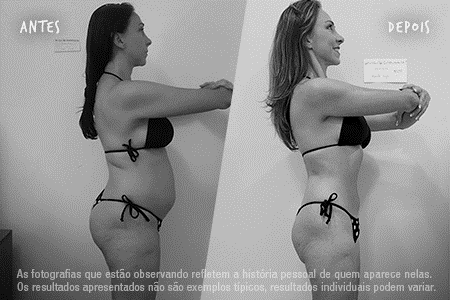 ANTES
DEPOIS
As fotografias que estão observando refletem a história pessoal de quem aparece nelas.
Os resultados apresentados não são exemplos típicos, resultados individuais podem variar.